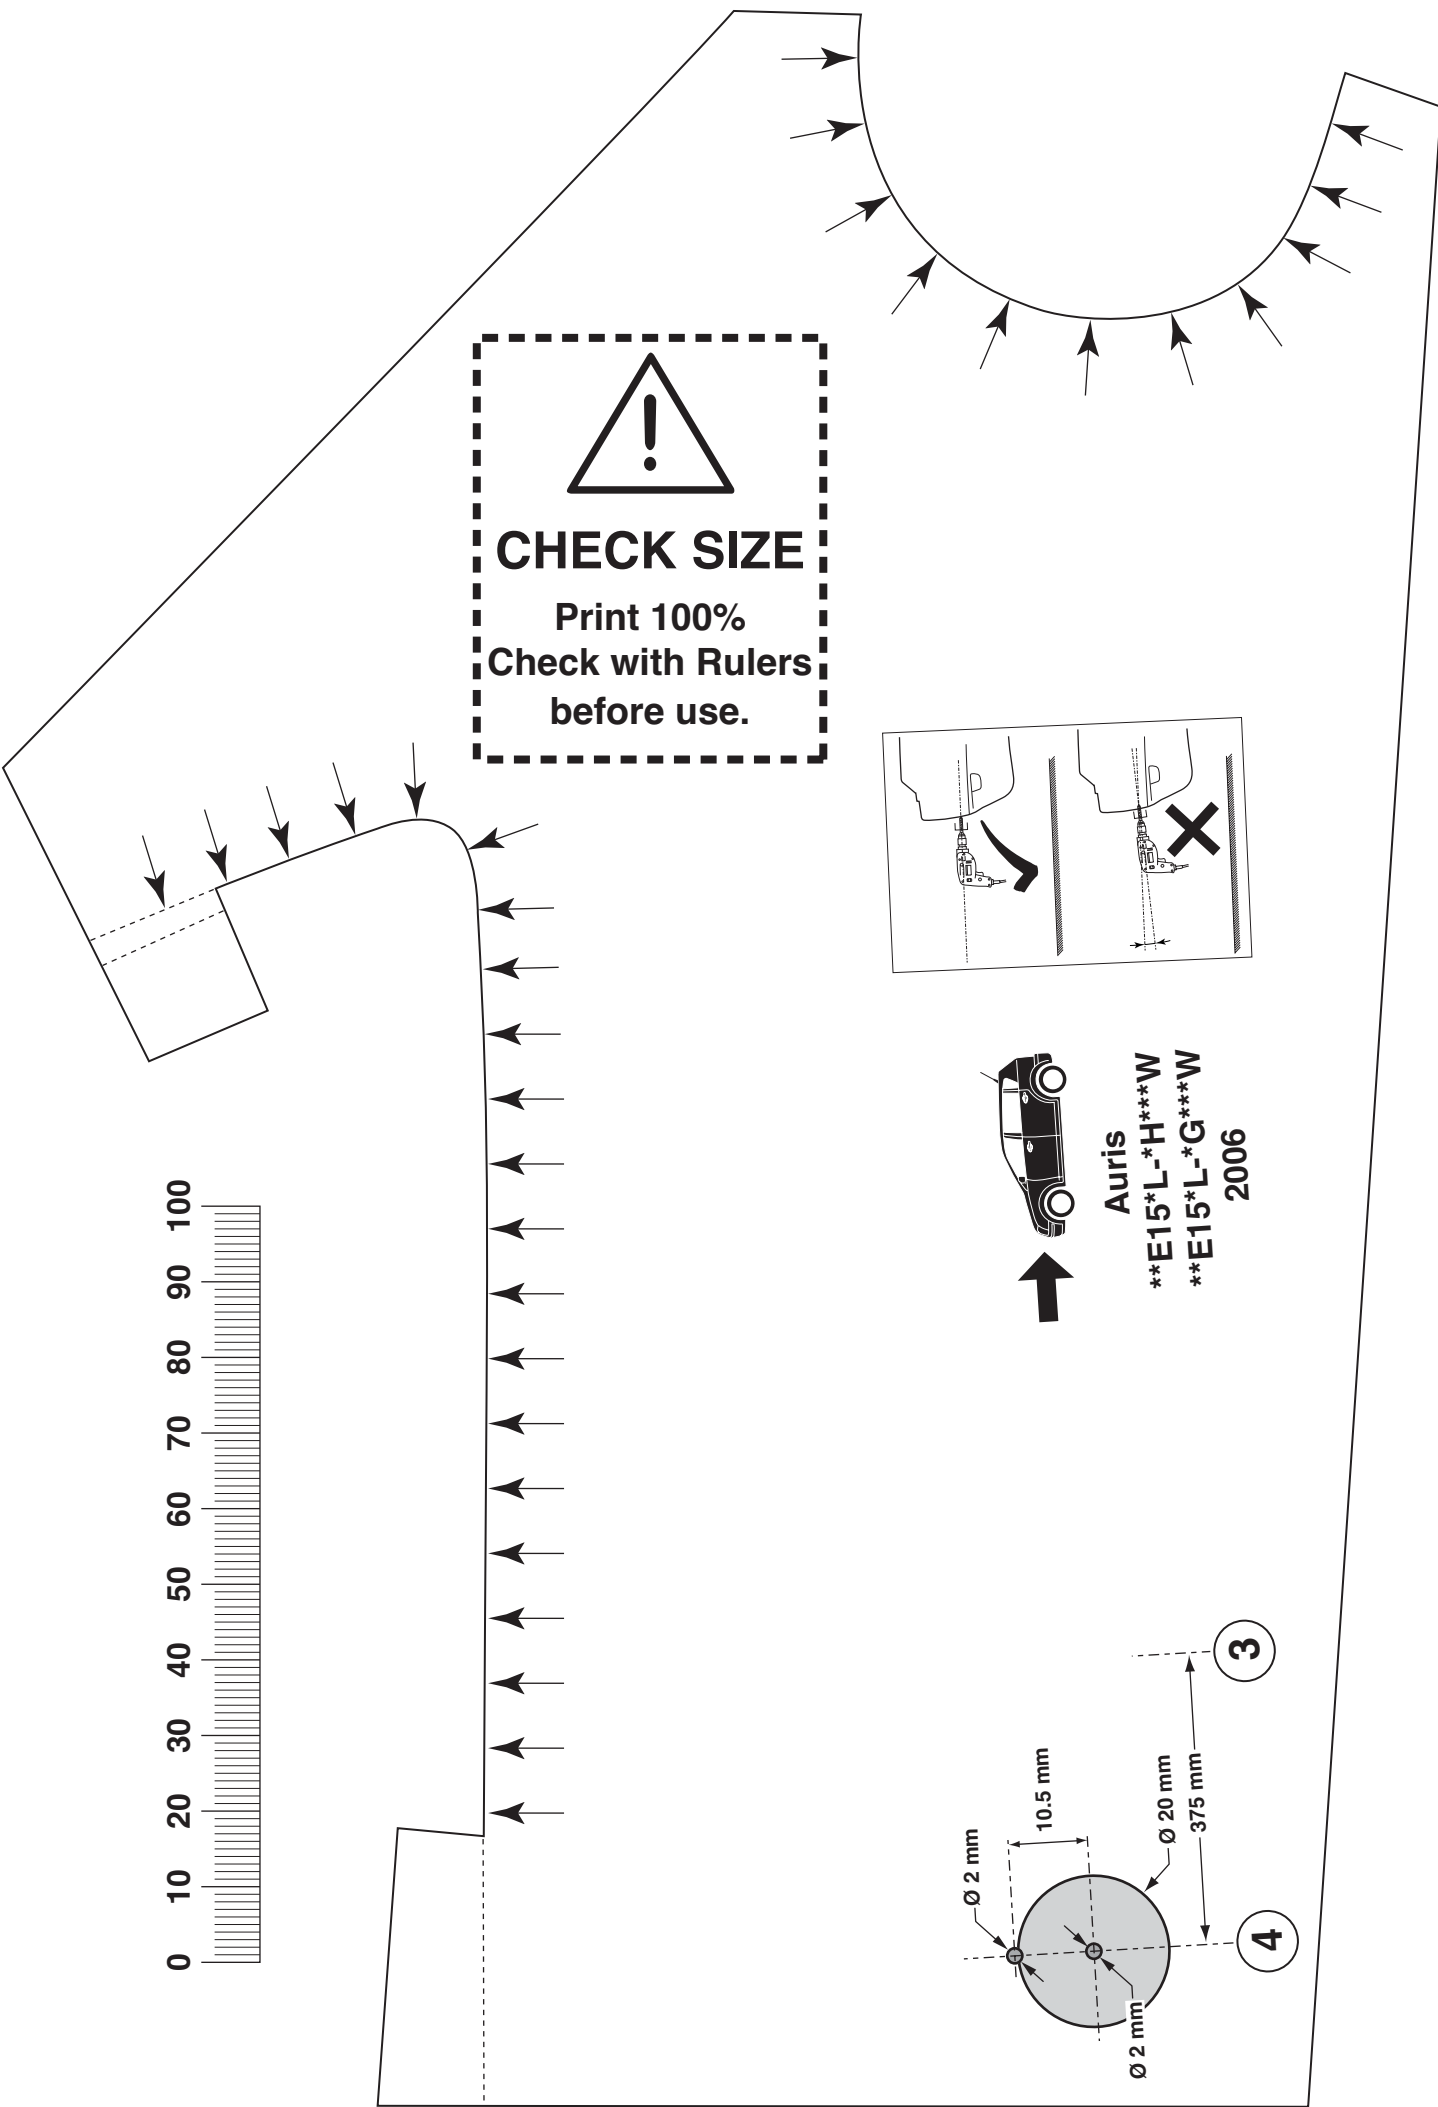 CHECK SIZE
Print 100%
Check with Rulers
before use.
Auris
**E15*L-*H***W
**E15*L-*G***W
2006
100
90
80
70
60
50
40
30
20
10
0
3
375 mm
Ø 20 mm
10.5 mm
Ø 2 mm
4
Ø 2 mm